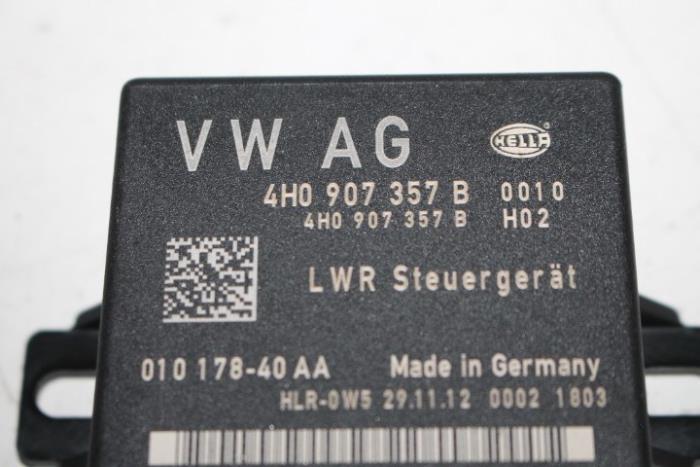 VW AG HELLA
4H0 907 357 B 0010
4H0 907 357 B H02
LWR Steuergerät
010 178-40 AA Made in Germany
HLR-0W5 29.11.12 0002 1803